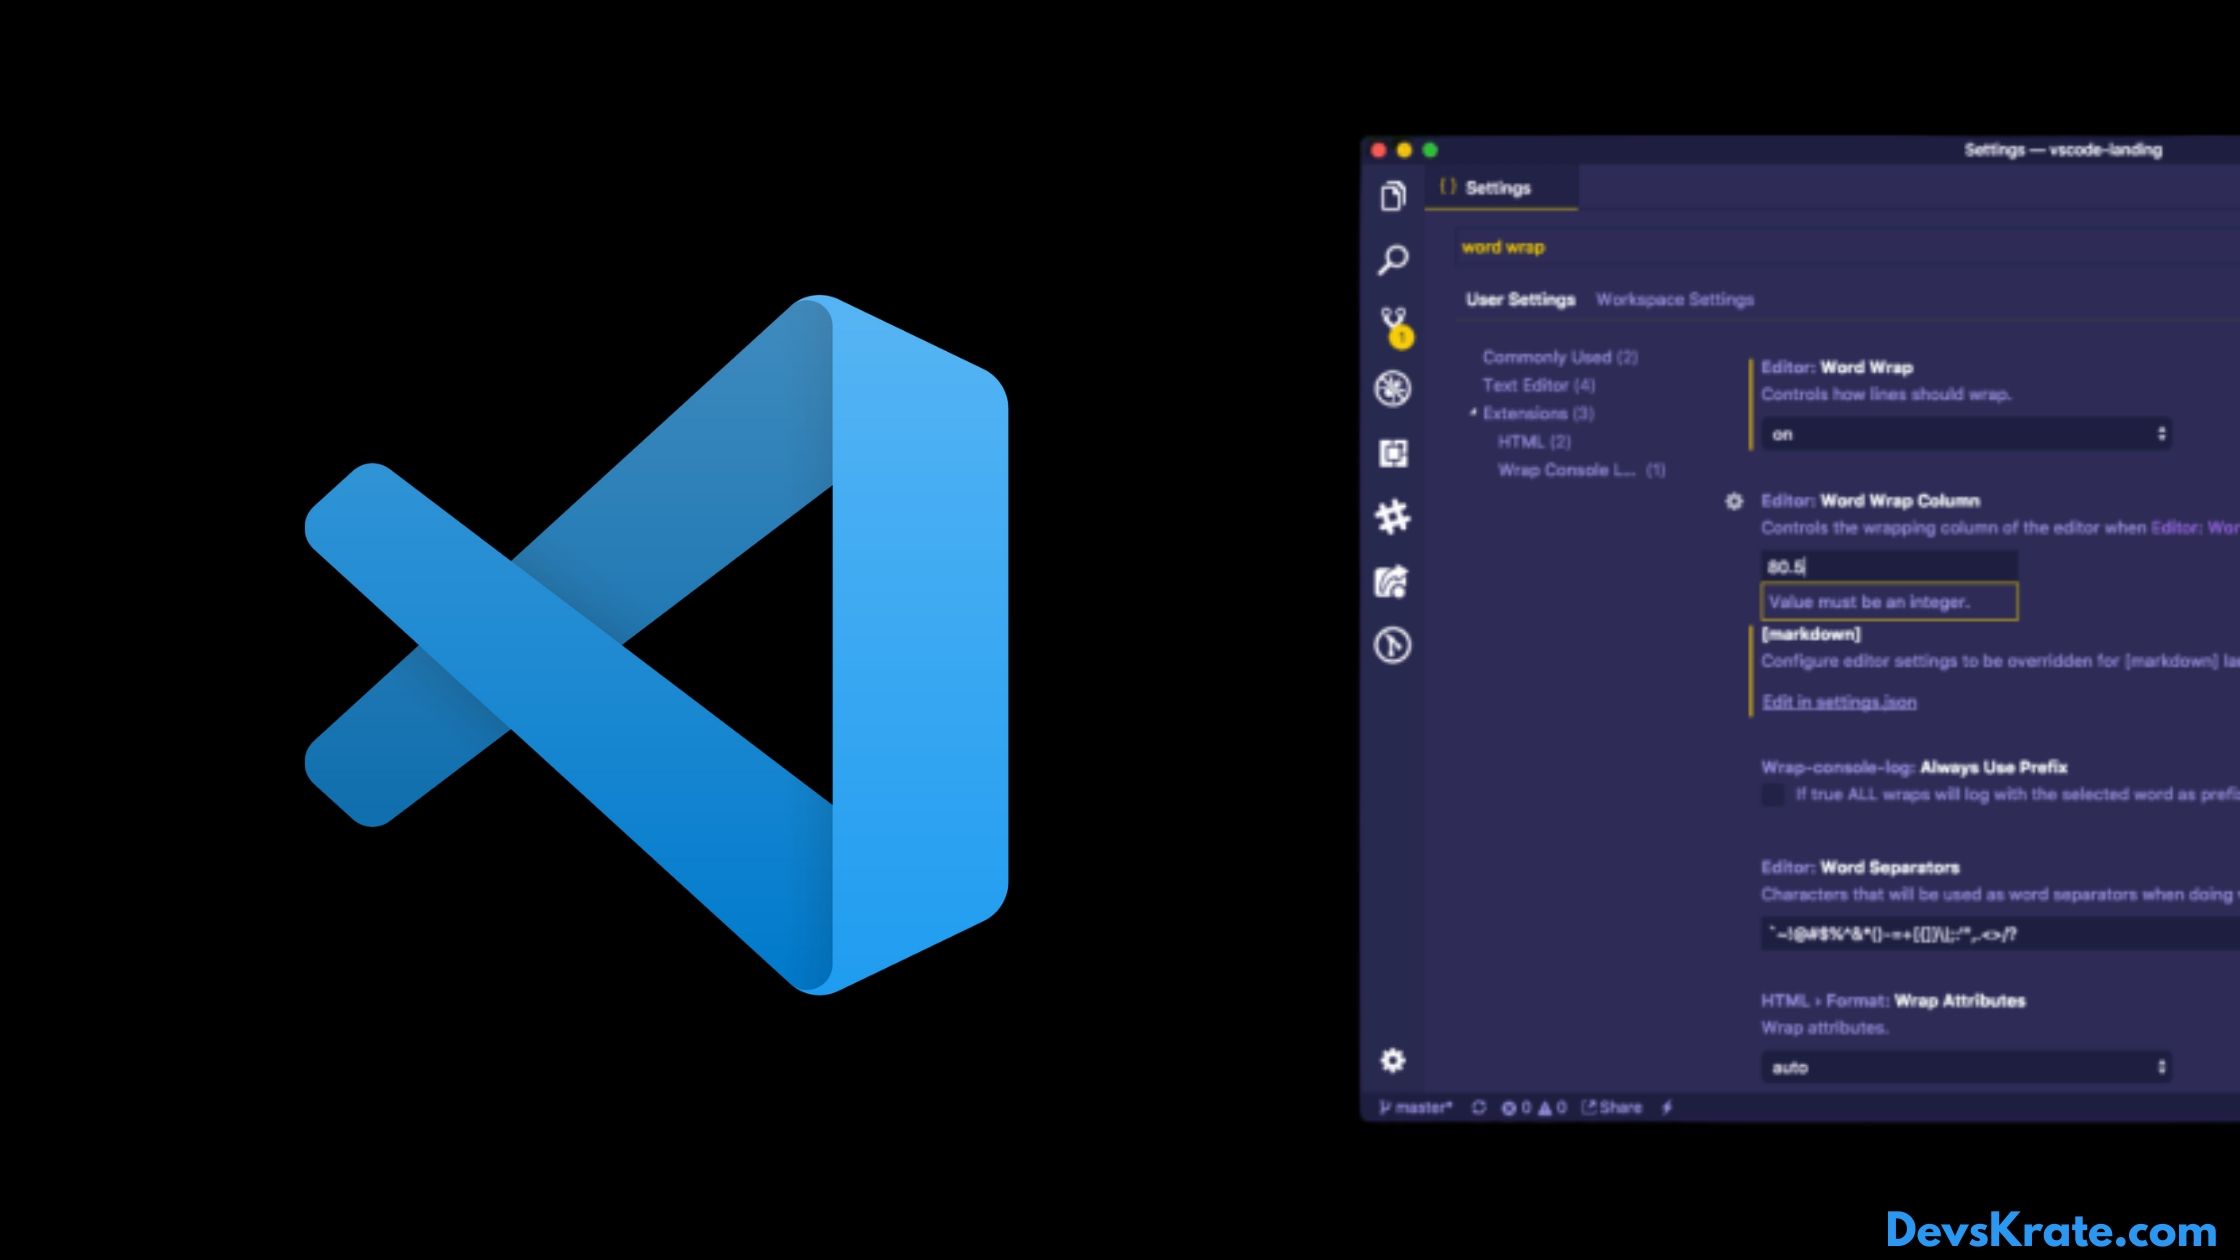 Settings — vscode-landing
{ } Settings
word wrap
User Settings Workspace Settings
Commonly Used (2)
Text Editor (4)
Extensions (3)
HTML (2)
Wrap Console L... (1)
Editor: Word Wrap
Controls how lines should wrap.
on
Editor: Word Wrap Column
Controls the wrapping column of the editor when Editor: Wor
80.5
Value must be an integer.
[markdown]
Configure editor settings to be overridden for [markdown] la
Edit in settings.json
Wrap-console-log: Always Use Prefix
If true ALL wraps will log with the selected word as prefix
Editor: Word Separators
Characters that will be used as word separators when doing
`~!@#$%^&*()-=+[{]}\|;:'",.<>/?
HTML › Format: Wrap Attributes
Wrap attributes.
auto
1
master* 0 0 Share
DevsKrate.com